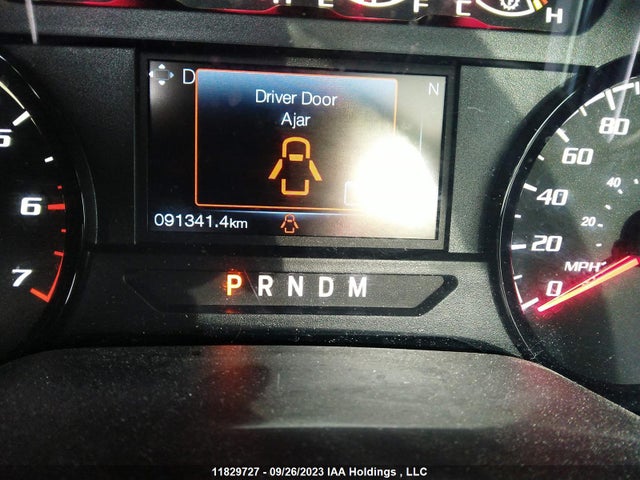 E F C H
D
N
Driver Door
Ajar
091341.4km
P R N D M
5
6
7
80
60
40
20
0
40
20
MPH
11829727 - 09/26/2023 IAA Holdings , LLC